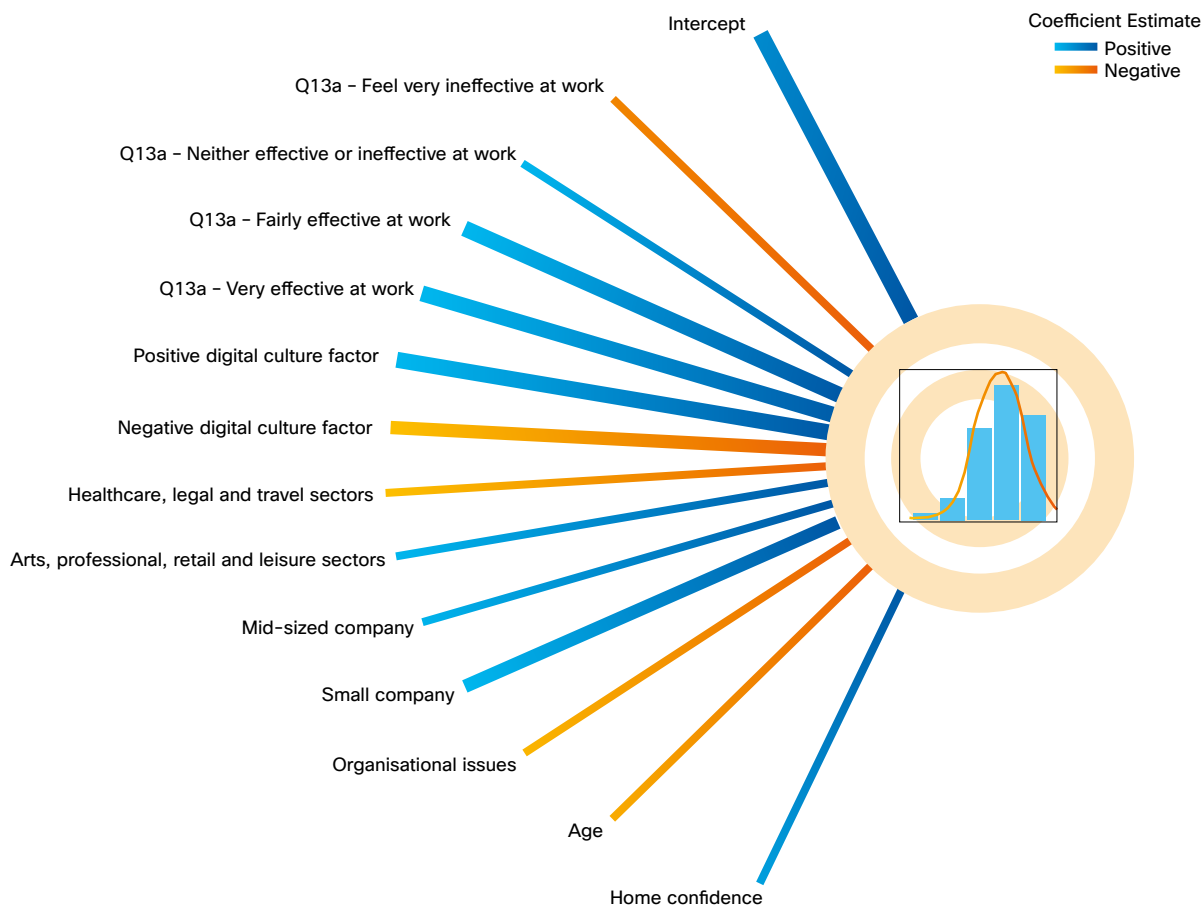 Intercept
Coefficient Estimate
Positive
Negative
Q13a – Feel very ineffective at work
Q13a – Neither effective or ineffective at work
Q13a – Fairly effective at work
Q13a – Very effective at work
Positive digital culture factor
Negative digital culture factor
Healthcare, legal and travel sectors
Arts, professional, retail and leisure sectors
Mid-sized company
Small company
Organisational issues
Age
Home confidence